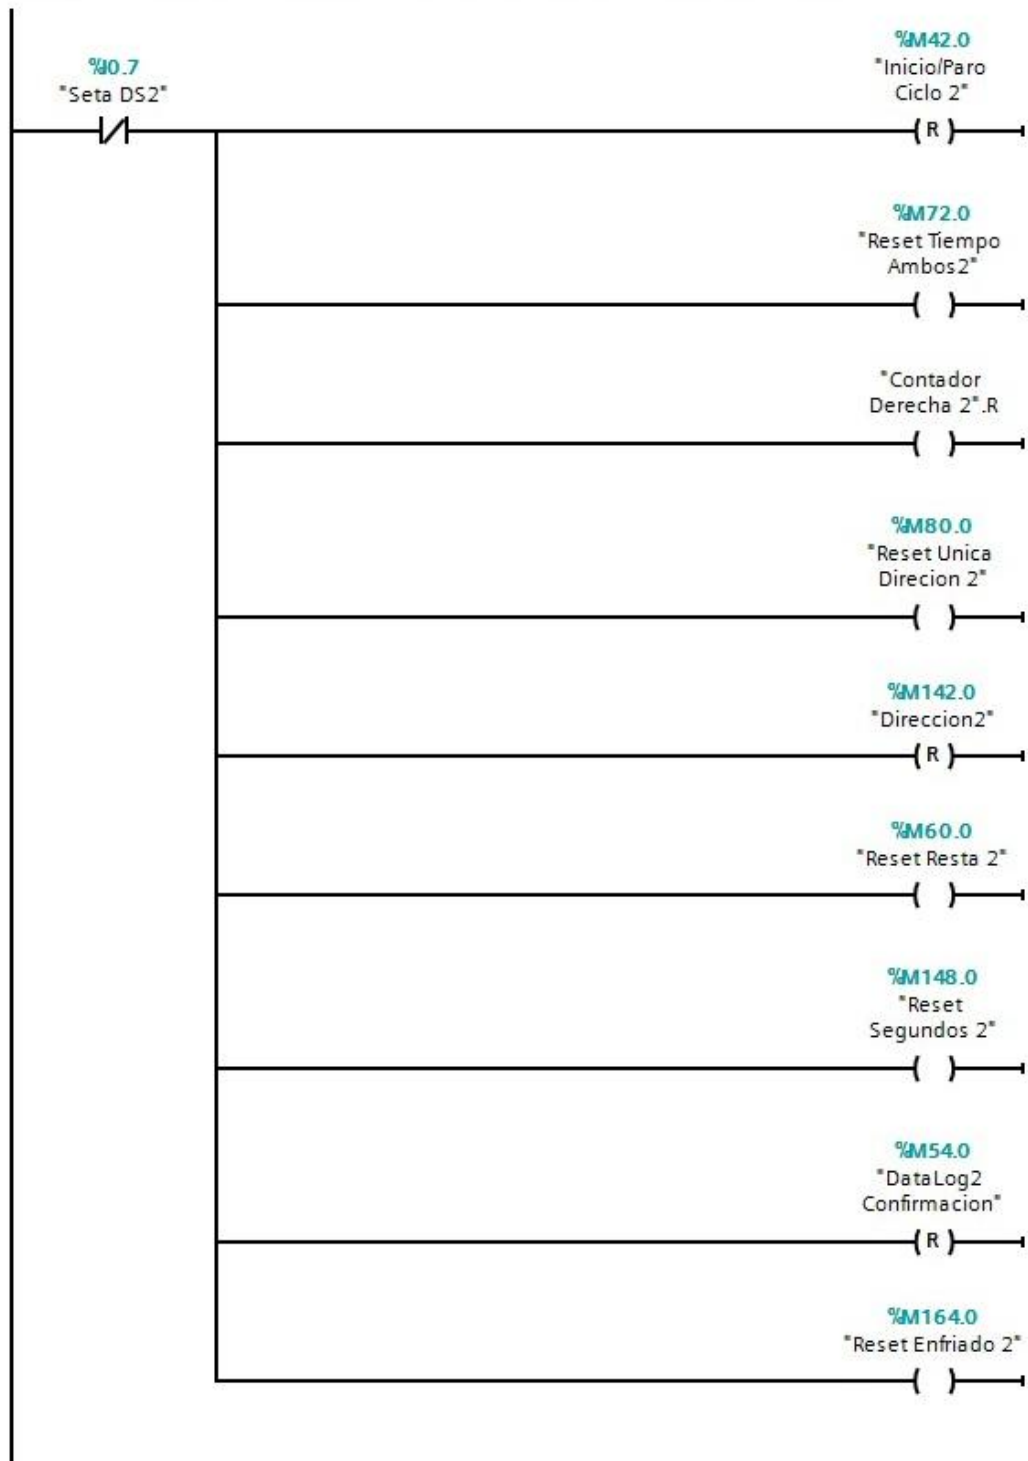 %I0.7
"Seta DS2"
%M42.0
"Inicio/Paro
Ciclo 2"
( R )
%M72.0
"Reset Tiempo
Ambos2"
( )
"Contador
Derecha 2".R
( )
%M80.0
"Reset Unica
Direcion 2"
( )
%M142.0
"Direccion2"
( R )
%M60.0
"Reset Resta 2"
( )
%M148.0
"Reset
Segundos 2"
( )
%M54.0
"DataLog2
Confirmacion"
( R )
%M164.0
"Reset Enfriado 2"
( )